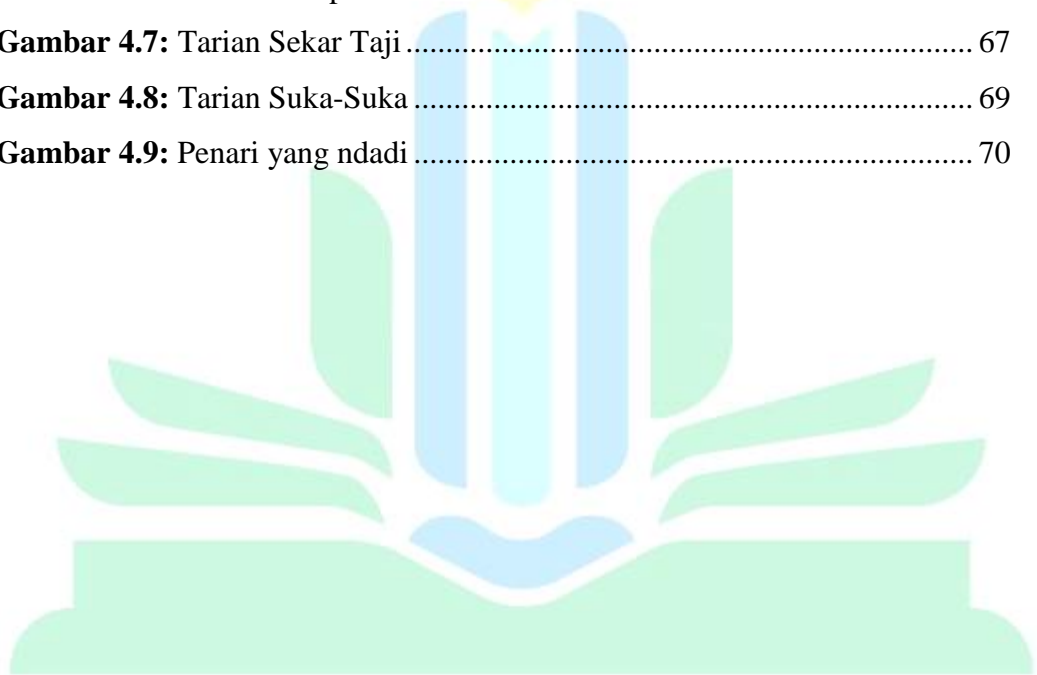 Gambar 4.7: Tarian Sekar Taji ........................................................................ 67
Gambar 4.8: Tarian Suka-Suka ....................................................................... 69
Gambar 4.9: Penari yang ndadi ....................................................................... 70